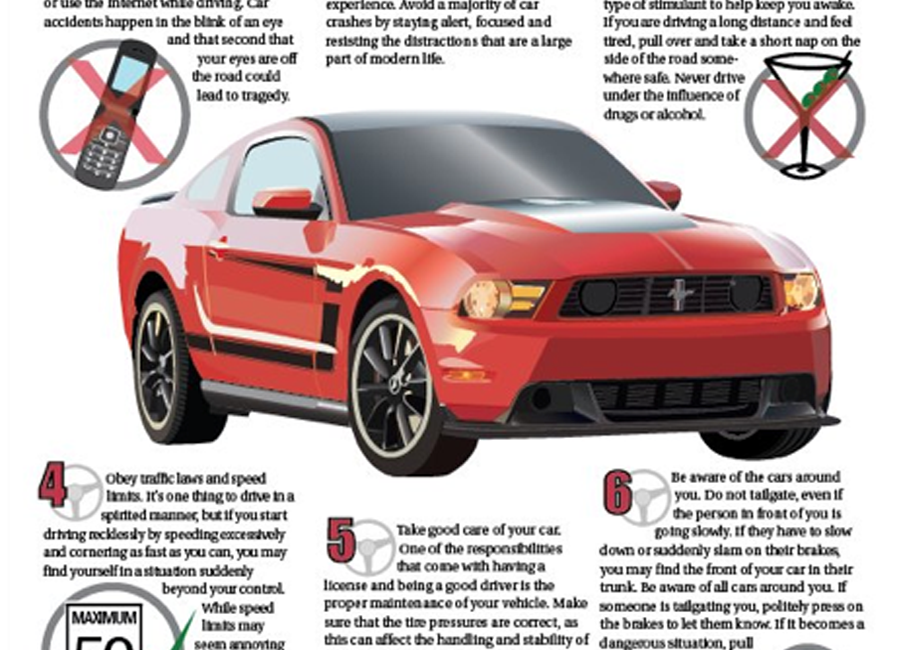 or use the Internet while driving. Car
accidents happen in the blink of an eye
and that second that
your eyes are off
the road could
lead to tragedy.
experience. Avoid a majority of car
crashes by staying alert, focused and
resisting the distractions that are a large
part of modern life.
type of stimulant to help keep you awake.
If you are driving a long distance and feel
tired, pull over and take a short nap on the
side of the road some-
where safe. Never drive
under the influence of
drugs or alcohol.
4 Obey traffic laws and speed
limits. It's one thing to drive in a
spirited manner, but if you start
driving recklessly by speeding excessively
and cornering as fast as you can, you may
find yourself in a situation suddenly
beyond your control.
While speed
limits may
seem annoying
MAXIMUM
50
5 Take good care of your car.
One of the responsibilities
that come with having a
license and being a good driver is the
proper maintenance of your vehicle. Make
sure that the tire pressures are correct, as
this can affect the handling and stability of
6 Be aware of the cars around
you. Do not tailgate, even if
the person in front of you is
going slowly. If they have to slow
down or suddenly slam on their brakes,
you may find the front of your car in their
trunk. Be aware of all cars around you. If
someone is tailgating you, politely press on
the brakes to let them know. If it becomes a
dangerous situation, pull